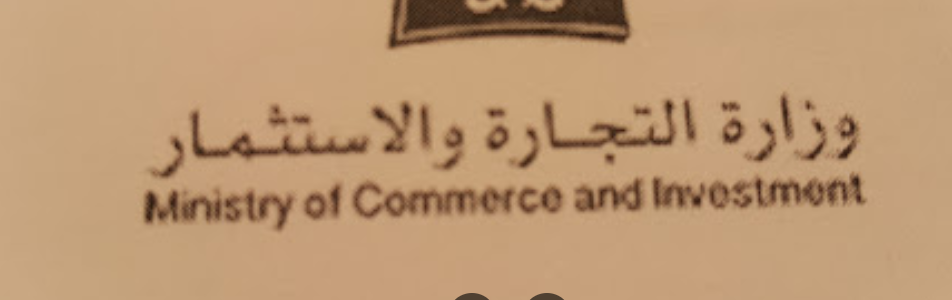 وزارة التجارة والاستثمار
Ministry of Commerce and Investment